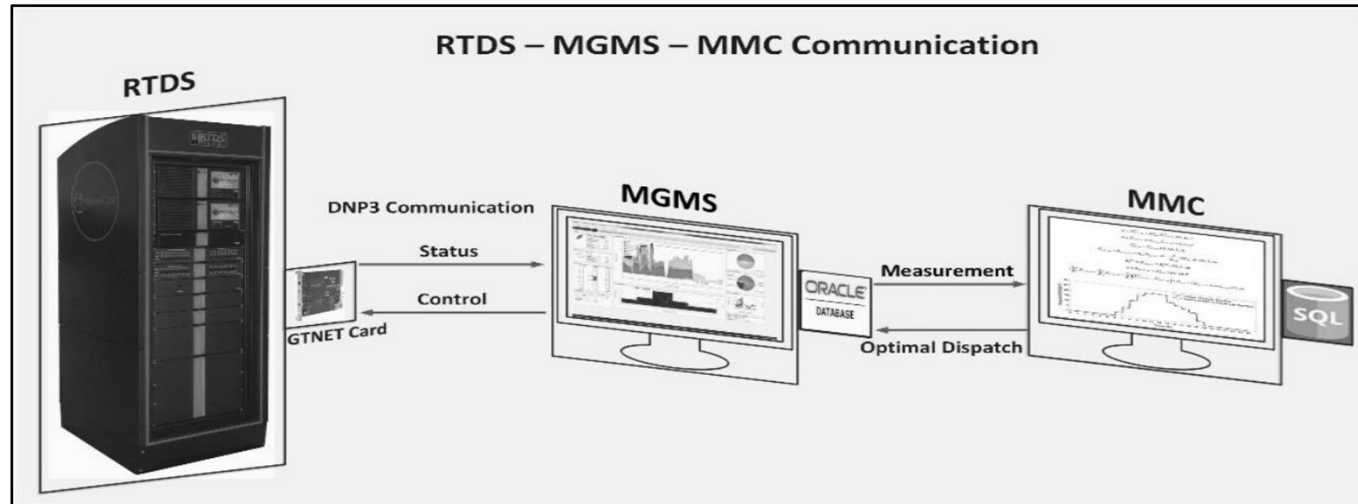 RTDS – MGMS – MMC Communication
RTDS
RTDS
DNP3 Communication
Status
Control
GTNET Card
MGMS
ORACLE
DATABASE
Measurement
Optimal Dispatch
MMC
SQL